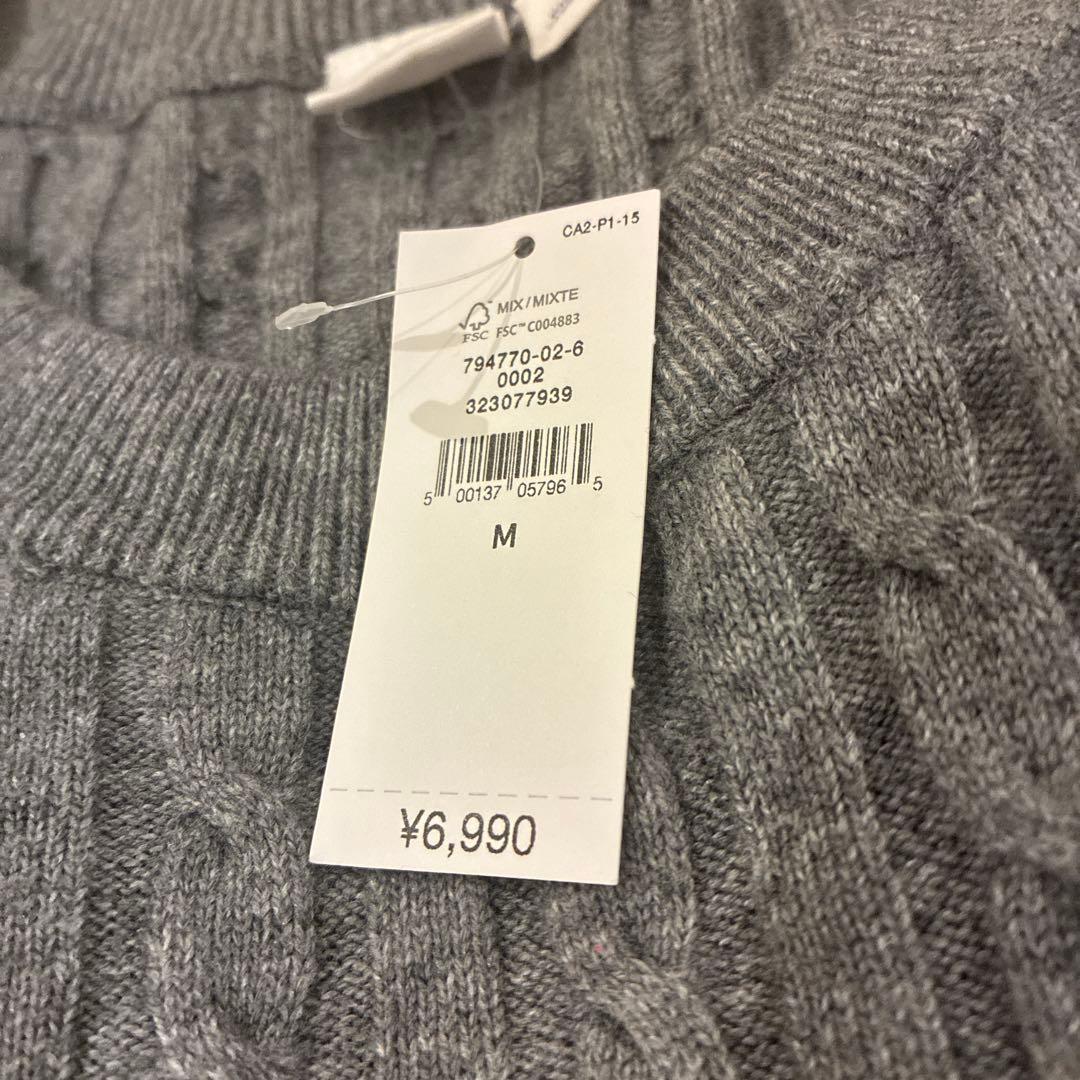 CA2-P1-15
MIX/MIXTE
FSC FSC™ C004883
794770-02-6
0002
323077939
5 00137 05796 5
M
¥6,990